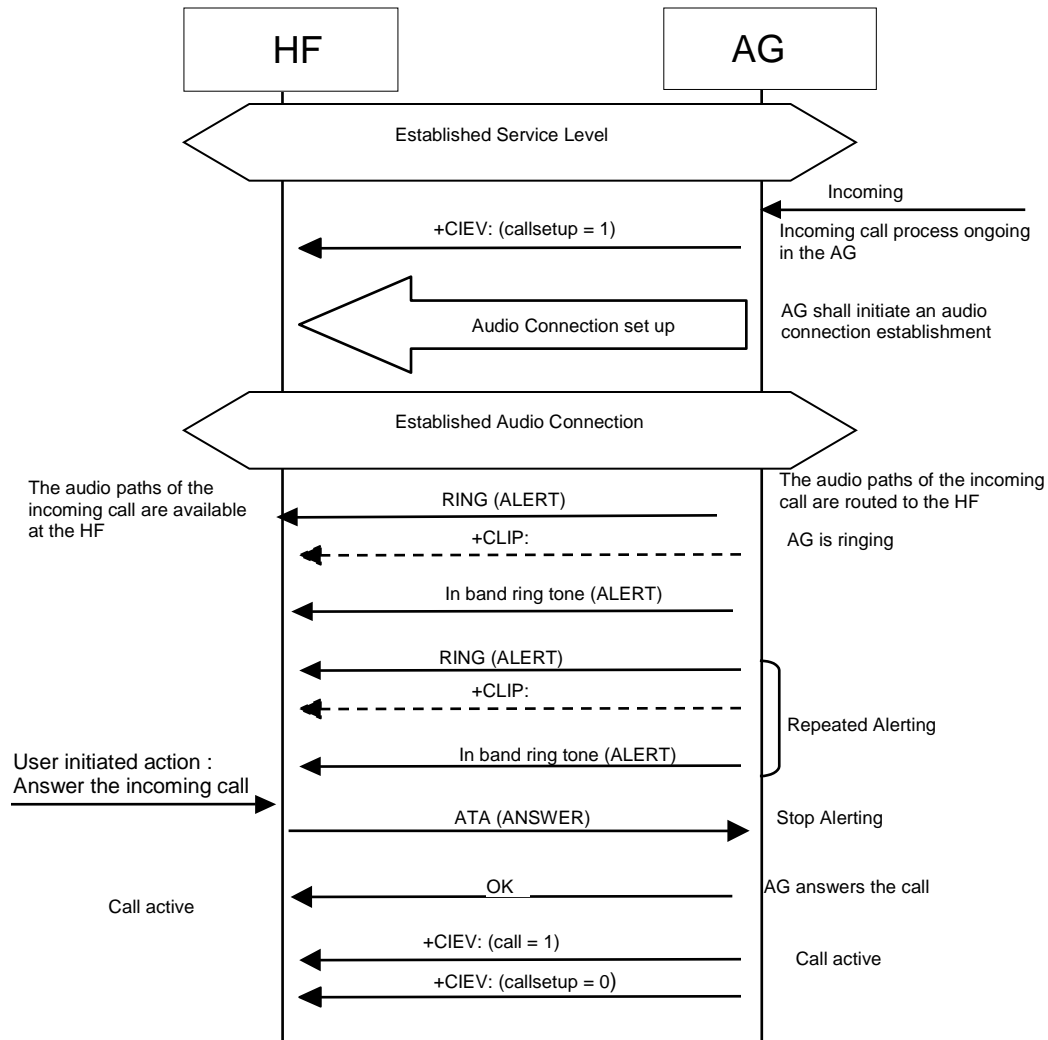 HF
AG
Established Service Level
Incoming
+CIEV: (callsetup = 1)
Incoming call process ongoing
in the AG
Audio Connection set up
AG shall initiate an audio
connection establishment
Established Audio Connection
The audio paths of the
incoming call are available
at the HF
The audio paths of the incoming
call are routed to the HF
RING (ALERT)
+CLIP:
AG is ringing
In band ring tone (ALERT)
RING (ALERT)
+CLIP:
Repeated Alerting
In band ring tone (ALERT)
User initiated action :
Answer the incoming call
ATA (ANSWER)
Stop Alerting
OK
AG answers the call
Call active
+CIEV: (call = 1)
Call active
+CIEV: (callsetup = 0)